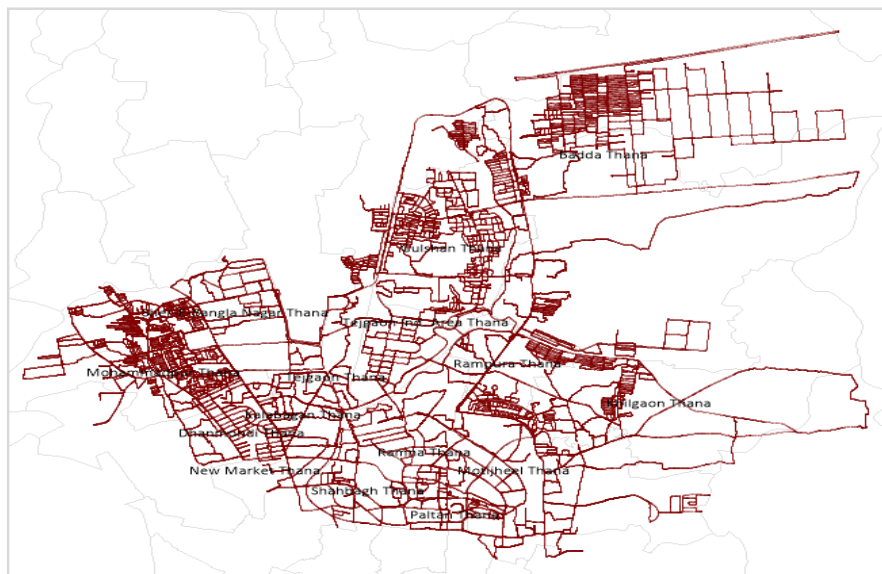 Badda Thana
Gulshan Thana
Sher-e-Bangla Nagar Thana
Tejgaon Ind. Area Thana
Rampura Thana
Mohammadpur Thana
Tejgaon Thana
Khilgaon Thana
Kalabagan Thana
Dhanmondi Thana
Ramna Thana
New Market Thana
Motijheel Thana
Shahbagh Thana
Paltan Thana